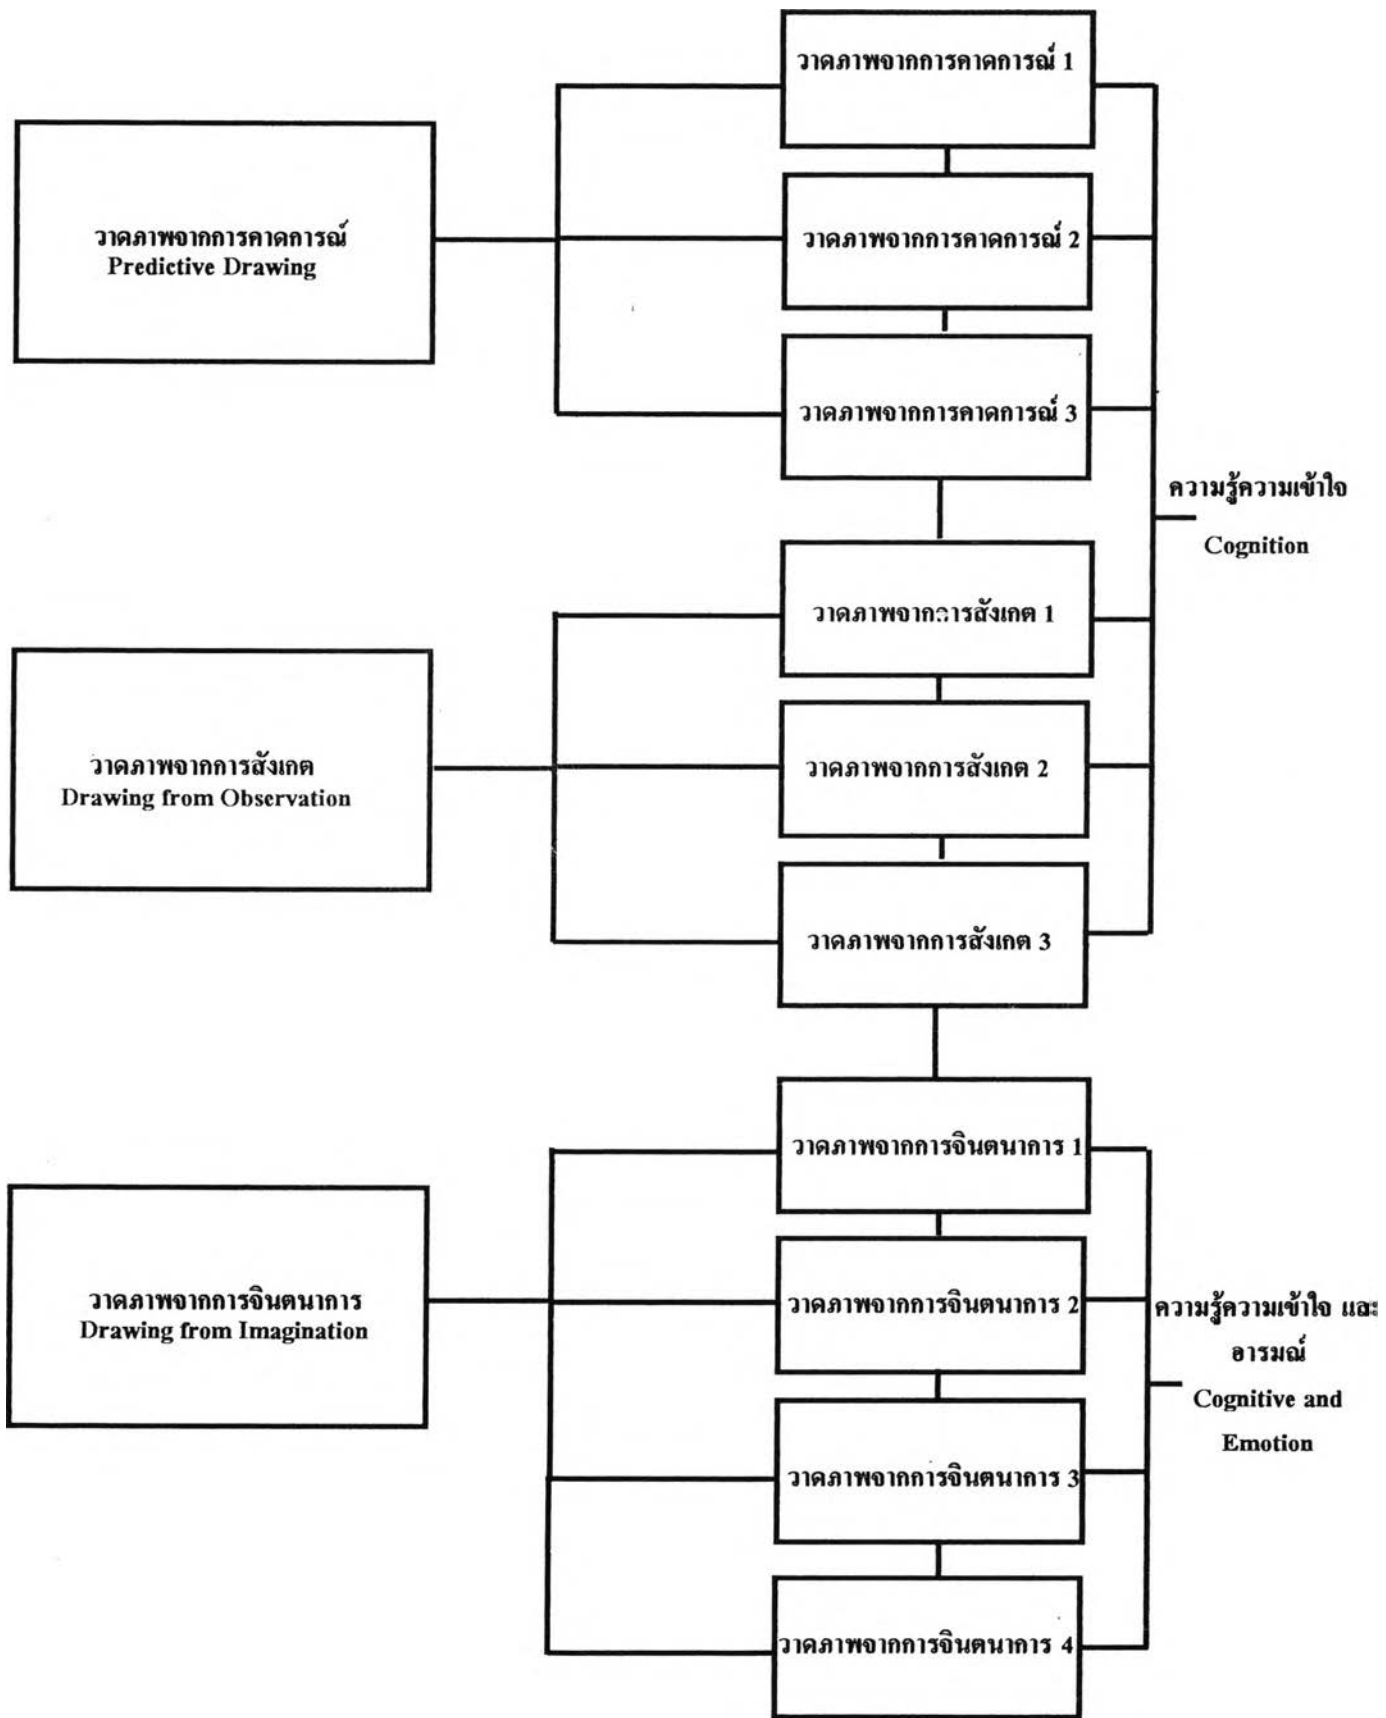 วาดภาพจากการคาดการณ์ 1
วาดภาพจากการคาดการณ์
Predictive Drawing
วาดภาพจากการคาดการณ์ 2
วาดภาพจากการคาดการณ์ 3
ความรู้ความเข้าใจ
Cognition
วาดภาพจากการสังเกต 1
วาดภาพจากการสังเกต
Drawing from Observation
วาดภาพจากการสังเกต 2
วาดภาพจากการสังเกต 3
วาดภาพจากการจินตนาการ 1
วาดภาพจากการจินตนาการ
Drawing from Imagination
วาดภาพจากการจินตนาการ 2
ความรู้ความเข้าใจ และ
อารมณ์
Cognitive and
Emotion
วาดภาพจากการจินตนาการ 3
วาดภาพจากการจินตนาการ 4